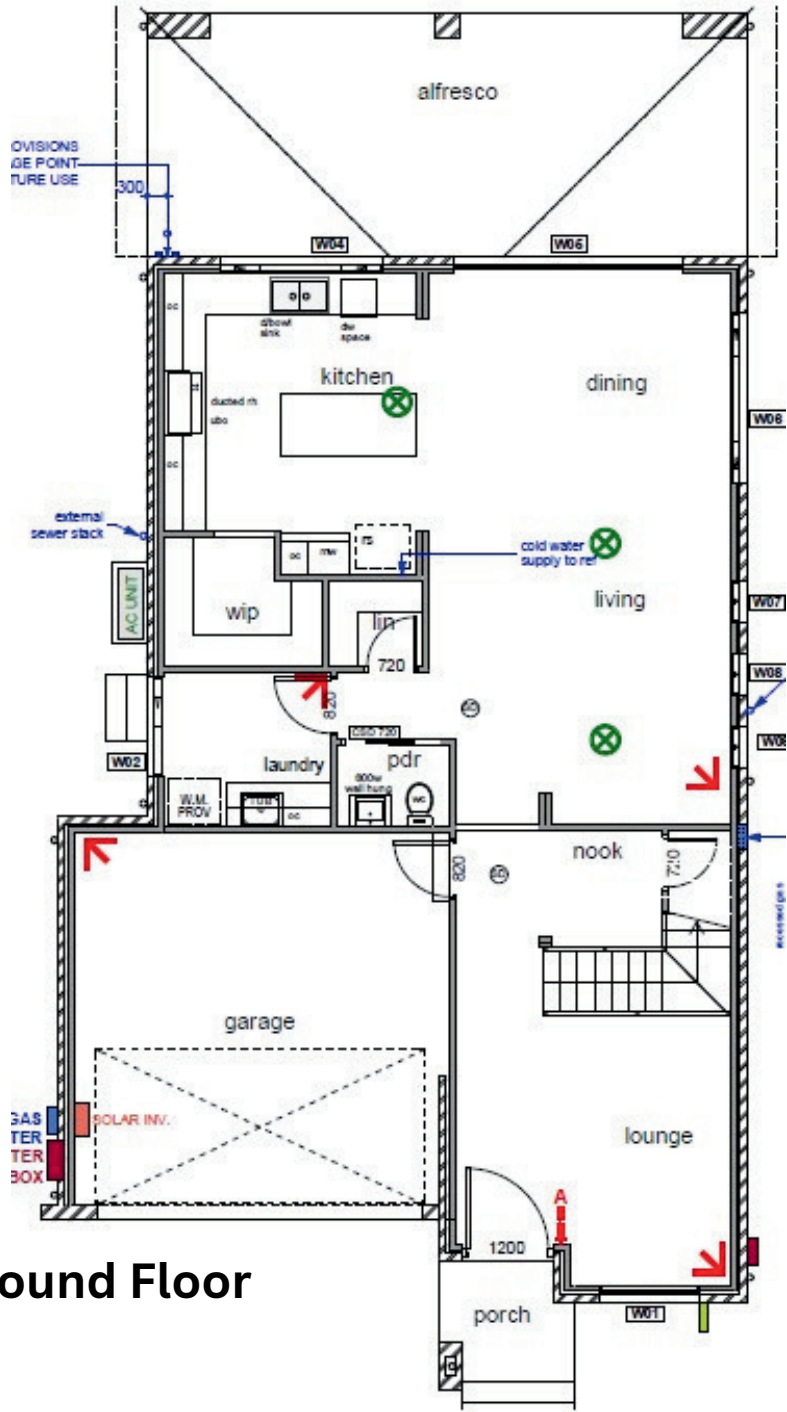 alfresco
OVISIONS
GE POINT
TURE USE
300
W04
W05
oc
d/bowl
sink
dw
space
kitchen
dining
ducted rh
ubo
W06
oc
external
sewer stack
rs
oc
mw
cold water
supply to ref
AC UNIT
wip
lin
living
W07
720
W08
820
CSD 720
W02
laundry
pdr
600w
wall hung
W.M.
PROV
TUB
oc
WC
nook
820
720
garage
GAS
TER
TER
BOX
SOLAR INV.
lounge
A
1200
ound Floor
porch
W01